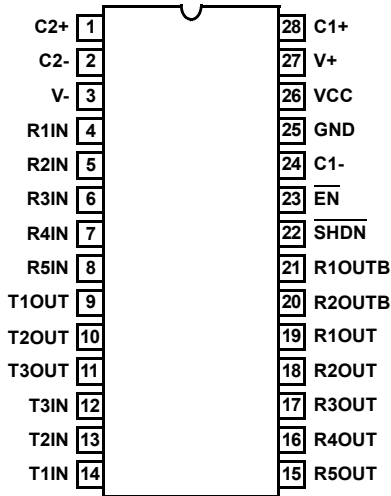 C2+ 1 28 C1+
C2- 2 27 V+
V- 3 26 VCC
R1IN 4 25 GND
R2IN 5 24 C1-
R3IN 6 23 E̅N̅
R4IN 7 22 S̅H̅D̅N̅
R5IN 8 21 R1OUTB
T1OUT 9 20 R2OUTB
T2OUT 10 19 R1OUT
T3OUT 11 18 R2OUT
T3IN 12 17 R3OUT
T2IN 13 16 R4OUT
T1IN 14 15 R5OUT